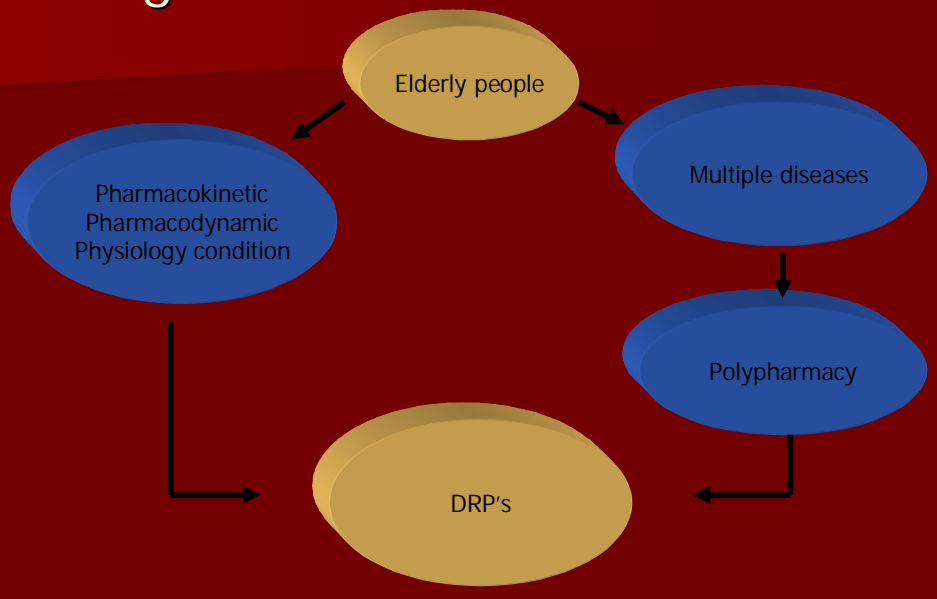 Elderly people
Multiple diseases
Pharmacokinetic
Pharmacodynamic
Physiology condition
Polypharmacy
DRP's